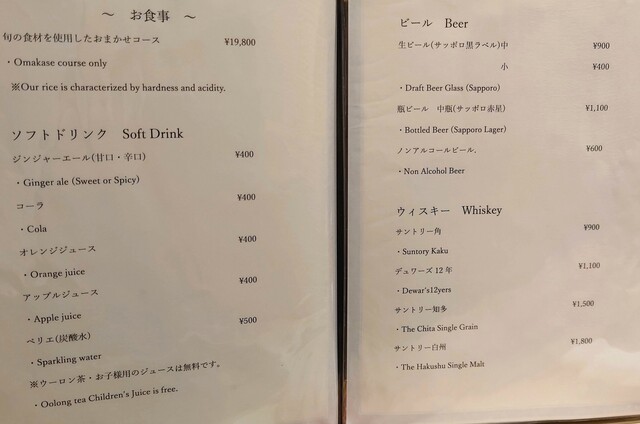 ～ お食事 ～
旬の食材を使用したおまかせコース ¥19,800
・Omakase course only
※Our rice is characterized by hardness and acidity.
ソフトドリンク Soft Drink
ジンジャーエール(甘口・辛口) ¥400
・Ginger ale (Sweet or Spicy)
コーラ ¥400
・Cola
オレンジジュース ¥400
・Orange juice
アップルジュース ¥400
・Apple juice
ペリエ(炭酸水) ¥500
・Sparkling water
※ウーロン茶・お子様用のジュースは無料です。
・Oolong tea Children's Juice is free.
ビール Beer
生ビール(サッポロ黒ラベル)中 ¥900
小 ¥400
・Draft Beer Glass (Sapporo)
瓶ビール 中瓶(サッポロ赤星) ¥1,100
・Bottled Beer (Sapporo Lager)
ノンアルコールビール. ¥600
・Non Alcohol Beer
ウィスキー Whiskey
サントリー角 ¥900
・Suntory Kaku
デュワーズ 12 年 ¥1,100
・Dewar's12yers
サントリー知多 ¥1,500
・The Chita Single Grain
サントリー白州 ¥1,800
・The Hakushu Single Malt